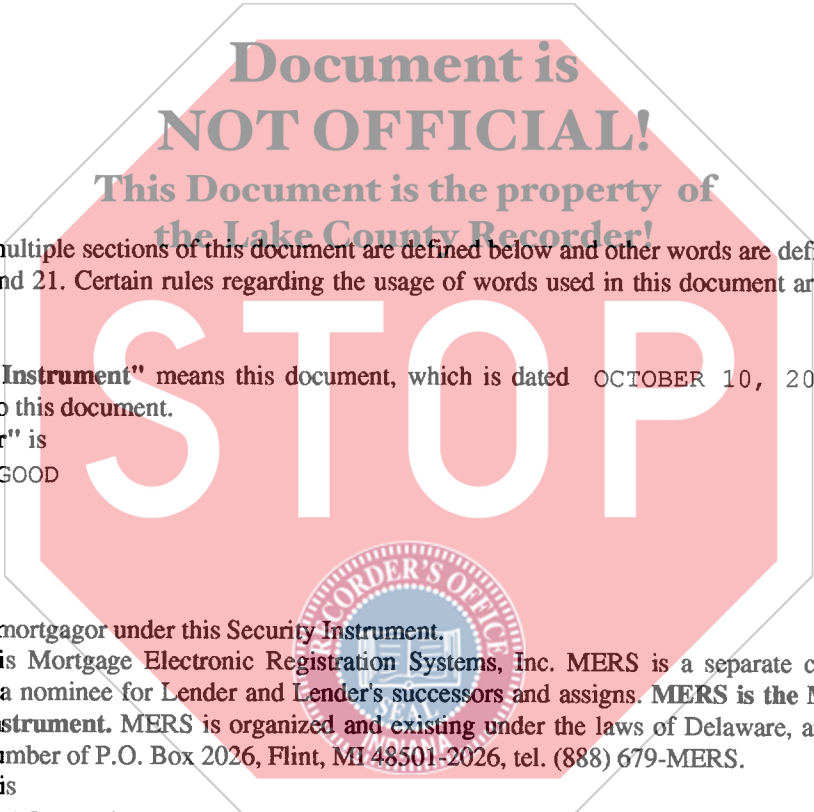 Document is
NOT OFFICIAL!
This Document is the property of
the Lake County Recorder!
ultiple sections of this document are defined below and other words are defi
nd 21. Certain rules regarding the usage of words used in this document ar
STOP
Instrument" means this document, which is dated OCTOBER 10, 20
o this document.
r" is
GOOD
RECORDER'S OFFICE
SEAL
INDIANA
mortgagor under this Security Instrument.
is Mortgage Electronic Registration Systems, Inc. MERS is a separate c
a nominee for Lender and Lender's successors and assigns. MERS is the M
strument. MERS is organized and existing under the laws of Delaware, a
umber of P.O. Box 2026, Flint, MI 48501-2026, tel. (888) 679-MERS.
is